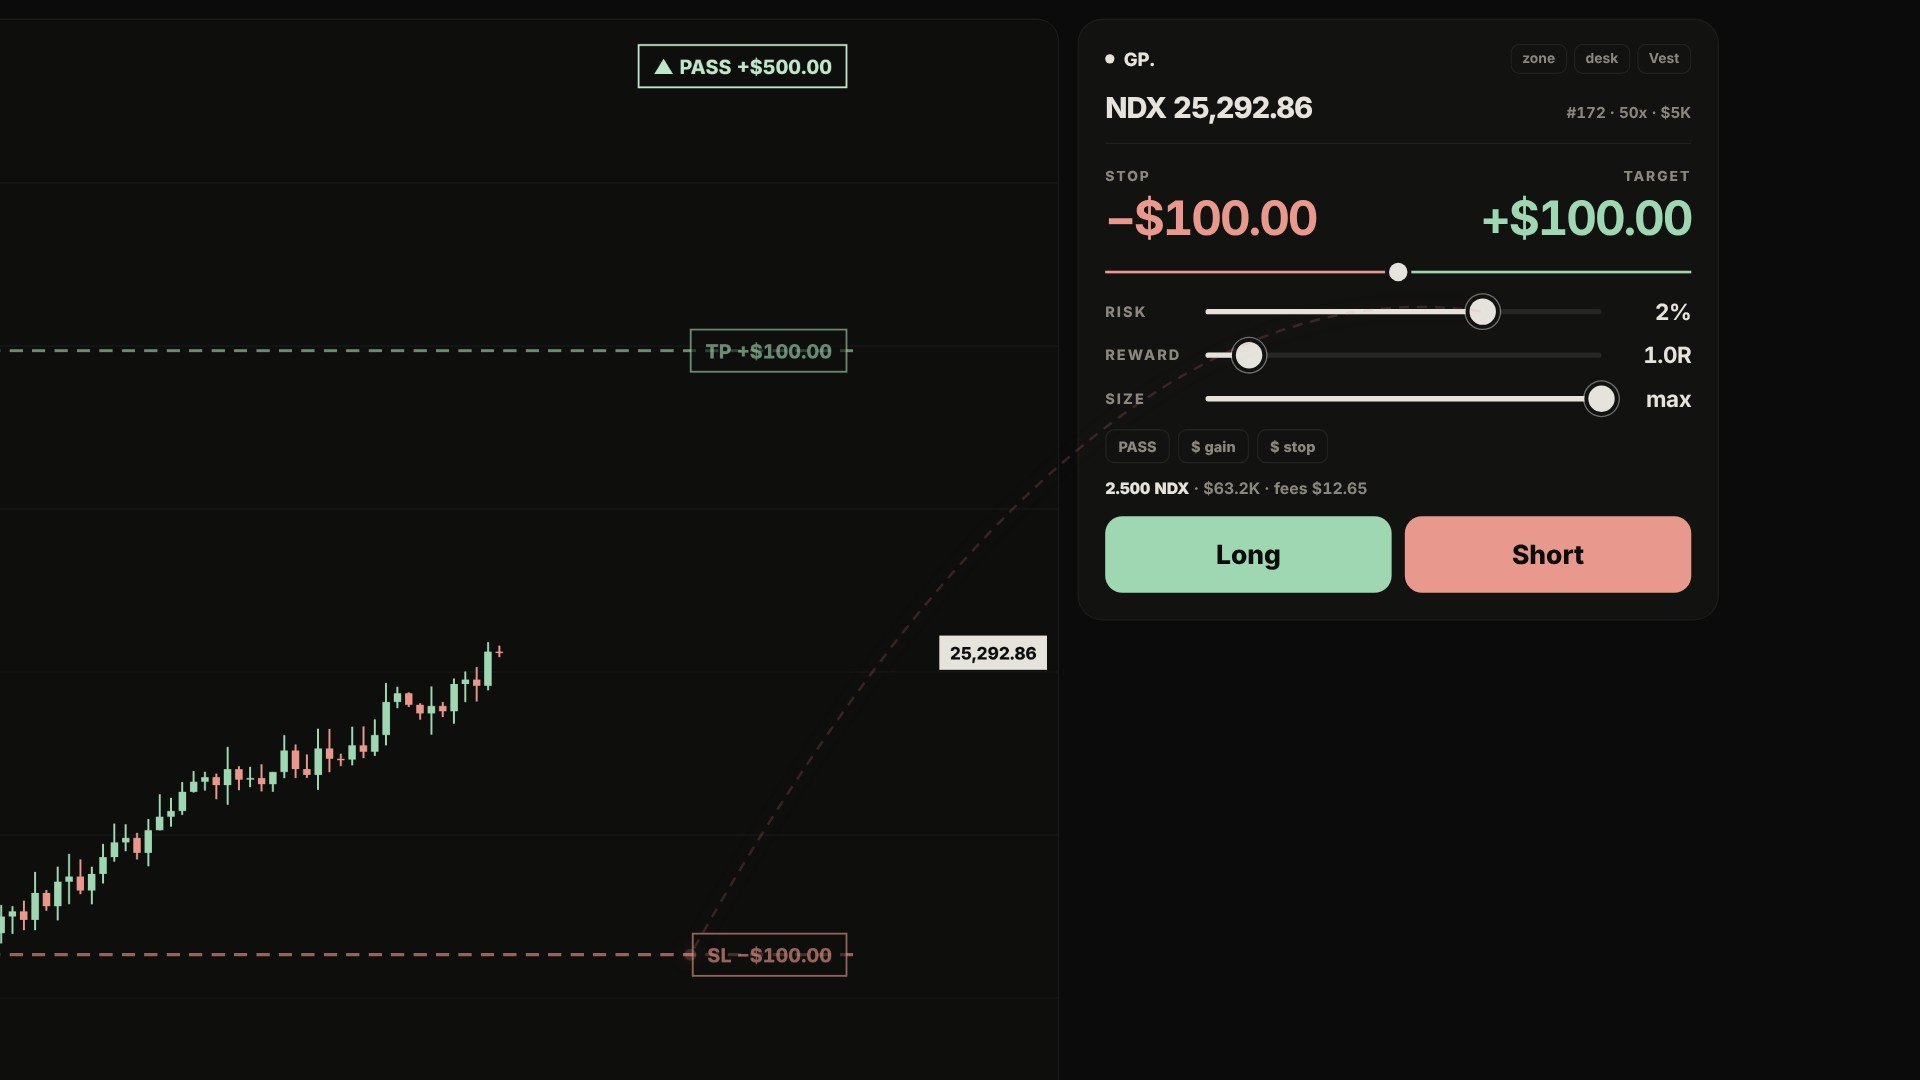 ▲ PASS +$500.00
TP +$100.00
25,292.86
SL −$100.00
GP.
zone desk Vest
NDX 25,292.86
#172 · 50x · $5K
STOP TARGET
−$100.00 +$100.00
RISK 2%
REWARD 1.0R
SIZE max
PASS $ gain $ stop
2.500 NDX · $63.2K · fees $12.65
Long Short